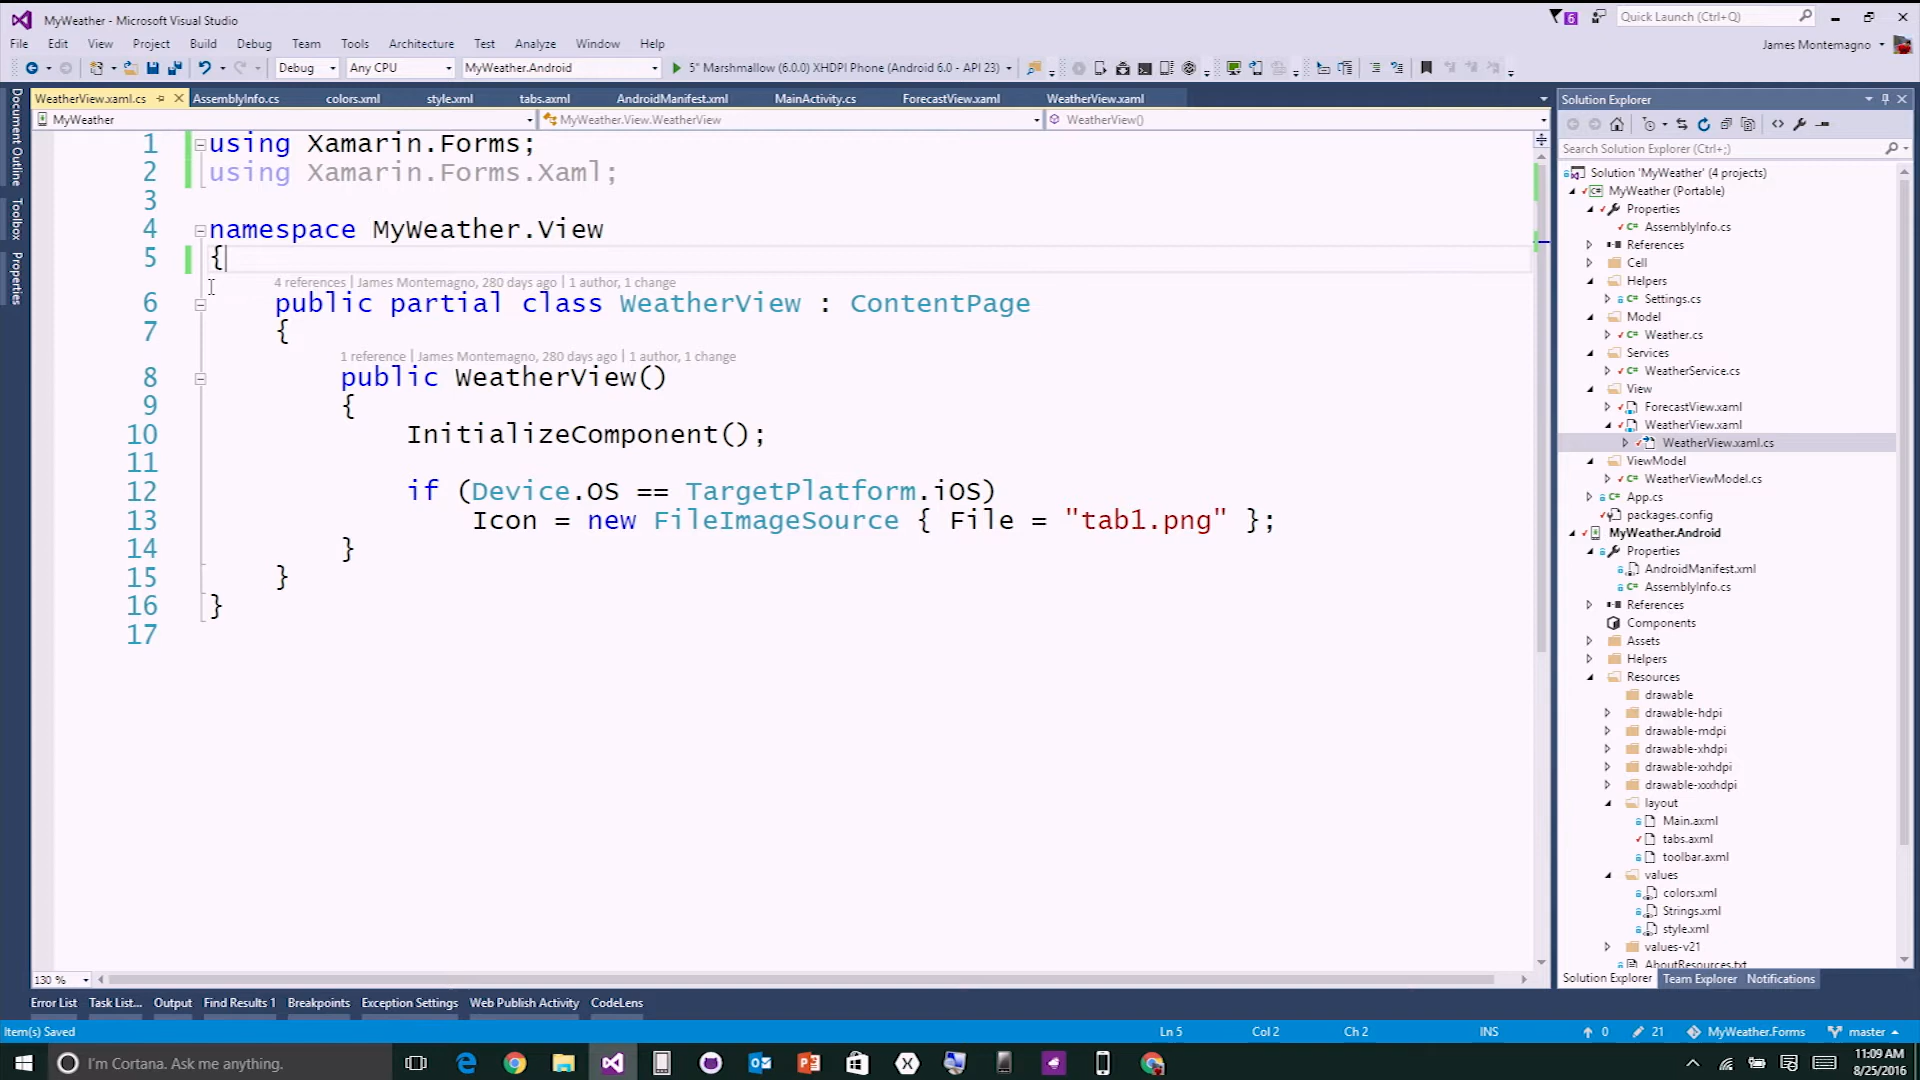 MyWeather - Microsoft Visual Studio
6
Quick Launch (Ctrl+Q)
File Edit View Project Build Debug Team Tools Architecture Test Analyze Window Help
James Montemagno
Debug Any CPU MyWeather.Android 5" Marshmallow (6.0.0) XHDPI Phone (Android 6.0 - API 23)
WeatherView.xaml.cs AssemblyInfo.cs colors.xml style.xml tabs.axml AndroidManifest.xml MainActivity.cs ForecastView.xaml WeatherView.xaml
MyWeather MyWeather.View.WeatherView WeatherView()
Document Outline
Toolbox
Properties
1 using Xamarin.Forms;
2 using Xamarin.Forms.Xaml;
3
4 namespace MyWeather.View
5 {
4 references | James Montemagno, 280 days ago | 1 author, 1 change
6 public partial class WeatherView : ContentPage
7 {
1 reference | James Montemagno, 280 days ago | 1 author, 1 change
8 public WeatherView()
9 {
10 InitializeComponent();
11
12 if (Device.OS == TargetPlatform.iOS)
13 Icon = new FileImageSource { File = "tab1.png" };
14 }
15 }
16 }
17
130 %
Solution Explorer
Search Solution Explorer (Ctrl+;)
Solution 'MyWeather' (4 projects)
MyWeather (Portable)
Properties
AssemblyInfo.cs
References
Cell
Helpers
Settings.cs
Model
Weather.cs
Services
WeatherService.cs
View
ForecastView.xaml
WeatherView.xaml
WeatherView.xaml.cs
ViewModel
WeatherViewModel.cs
App.cs
packages.config
MyWeather.Android
Properties
AndroidManifest.xml
AssemblyInfo.cs
References
Components
Assets
Helpers
Resources
drawable
drawable-hdpi
drawable-mdpi
drawable-xhdpi
drawable-xxhdpi
drawable-xxxhdpi
layout
Main.axml
tabs.axml
toolbar.axml
values
colors.xml
Strings.xml
style.xml
values-v21
AboutResources.txt
Solution Explorer Team Explorer Notifications
Error List Task List... Output Find Results 1 Breakpoints Exception Settings Web Publish Activity CodeLens
Item(s) Saved Ln 5 Col 2 Ch 2 INS 0 21 MyWeather.Forms master
I'm Cortana. Ask me anything.
11:09 AM
8/25/2016